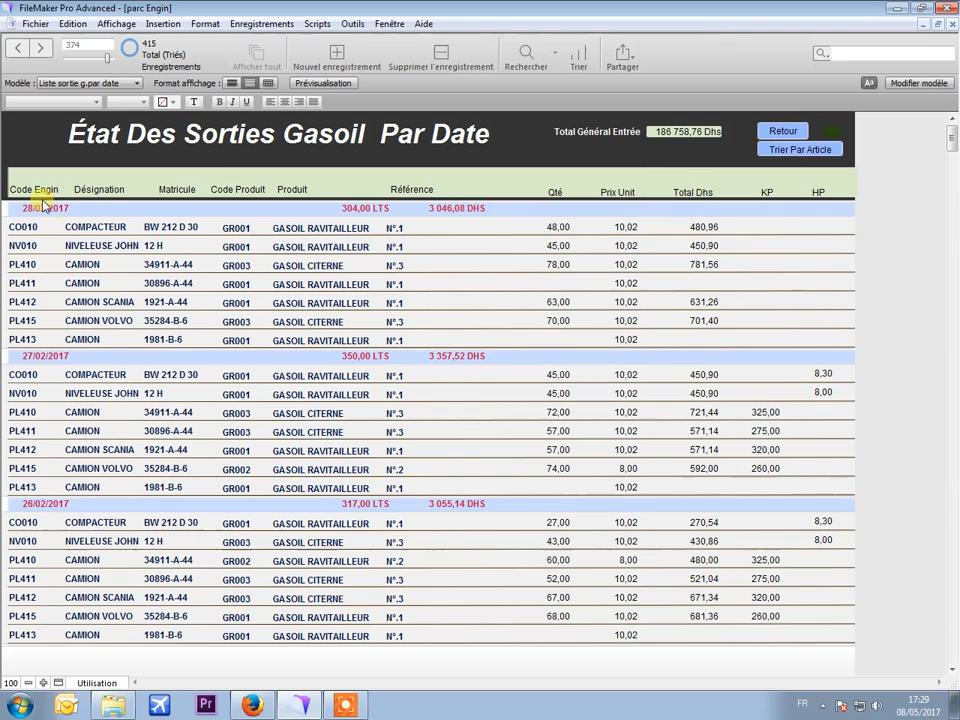 FileMaker Pro Advanced - [parc Engin]
Fichier Edition Affichage Insertion Format Enregistrements Scripts Outils Fenêtre Aide
374 415 Total (Triés) Enregistrements Afficher tout Nouvel enregistrement Supprimer l'enregistrement Rechercher Trier Partager
Modèle : Liste sortie g.par date Format affichage : Prévisualisation Aa Modifier modèle
T B I U
État Des Sorties Gasoil Par Date Total Général Entrée 186 758,76 Dhs Retour
Trier Par Article
Code Engin Désignation Matricule Code Produit Produit Référence Qté Prix Unit Total Dhs KP HP
2017 304,00 LTS 3 046,08 DHS
CO010 COMPACTEUR BW 212 D 30 GR001 GASOIL RAVITAILLEUR N°.1 48,00 10,02 480,96
NV010 NIVELEUSE JOHN 12 H GR001 GASOIL RAVITAILLEUR N°.1 45,00 10,02 450,90
PL410 CAMION 34911-A-44 GR003 GASOIL CITERNE N°.3 78,00 10,02 781,56
PL411 CAMION 30896-A-44 GR001 GASOIL RAVITAILLEUR N°.1 10,02
PL412 CAMION SCANIA 1921-A-44 GR001 GASOIL RAVITAILLEUR N°.1 63,00 10,02 631,26
PL415 CAMION VOLVO 35284-B-6 GR003 GASOIL CITERNE N°.3 70,00 10,02 701,40
PL413 CAMION 1981-B-6 GR001 GASOIL RAVITAILLEUR N°.1 10,02
27/02/2017 350,00 LTS 3 357,52 DHS
CO010 COMPACTEUR BW 212 D 30 GR001 GASOIL RAVITAILLEUR N°.1 45,00 10,02 450,90 8,30
NV010 NIVELEUSE JOHN 12 H GR001 GASOIL RAVITAILLEUR N°.1 45,00 10,02 450,90 8,00
PL410 CAMION 34911-A-44 GR003 GASOIL CITERNE N°.3 72,00 10,02 721,44 325,00
PL411 CAMION 30896-A-44 GR003 GASOIL CITERNE N°.3 57,00 10,02 571,14 275,00
PL412 CAMION SCANIA 1921-A-44 GR001 GASOIL RAVITAILLEUR N°.1 57,00 10,02 571,14 320,00
PL415 CAMION VOLVO 35284-B-6 GR002 GASOIL RAVITAILLEUR N°.2 74,00 8,00 592,00 260,00
PL413 CAMION 1981-B-6 GR001 GASOIL RAVITAILLEUR N°.1 10,02
26/02/2017 317,00 LTS 3 055,14 DHS
CO010 COMPACTEUR BW 212 D 30 GR001 GASOIL RAVITAILLEUR N°.1 27,00 10,02 270,54 8,30
NV010 NIVELEUSE JOHN 12 H GR003 GASOIL CITERNE N°.3 43,00 10,02 430,86 8,00
PL410 CAMION 34911-A-44 GR002 GASOIL RAVITAILLEUR N°.2 60,00 8,00 480,00 325,00
PL411 CAMION 30896-A-44 GR003 GASOIL CITERNE N°.3 52,00 10,02 521,04 275,00
PL412 CAMION SCANIA 1921-A-44 GR003 GASOIL CITERNE N°.3 67,00 10,02 671,34 320,00
PL415 CAMION VOLVO 35284-B-6 GR001 GASOIL RAVITAILLEUR N°.1 68,00 10,02 681,36 260,00
PL413 CAMION 1981-B-6 GR001 GASOIL RAVITAILLEUR N°.1 10,02
100 Utilisation
Pr FR 17:29
08/05/2017